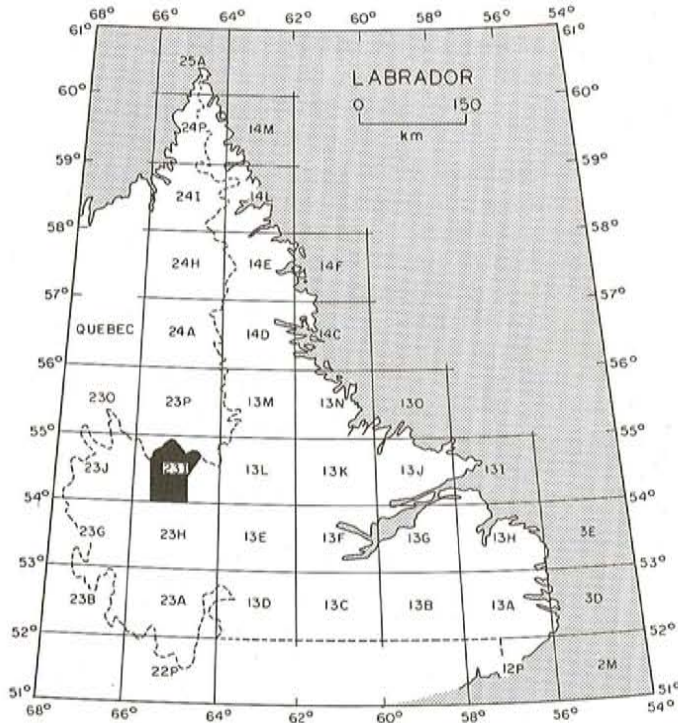 68° 66° 64° 62° 60° 58° 56° 54°
61° 61°
25A
LABRADOR
60° 60°
0 150
km
24P 14M
59° 59°
24I 14L
58° 58°
24H 14E 14F
57° 57°
QUEBEC 24A 14D 14C
56° 56°
23O 23P 13M 13N 13O
55° 55°
23J 23I 13L 13K 13J 13I
54° 54°
23G 23H 13E 13F 13G 13H 3E
53° 53°
23B 23A 13D 13C 13B 13A 3D
52° 52°
22P 12P 2M
51° 51°
68° 66° 64° 62° 60° 58° 56° 54°